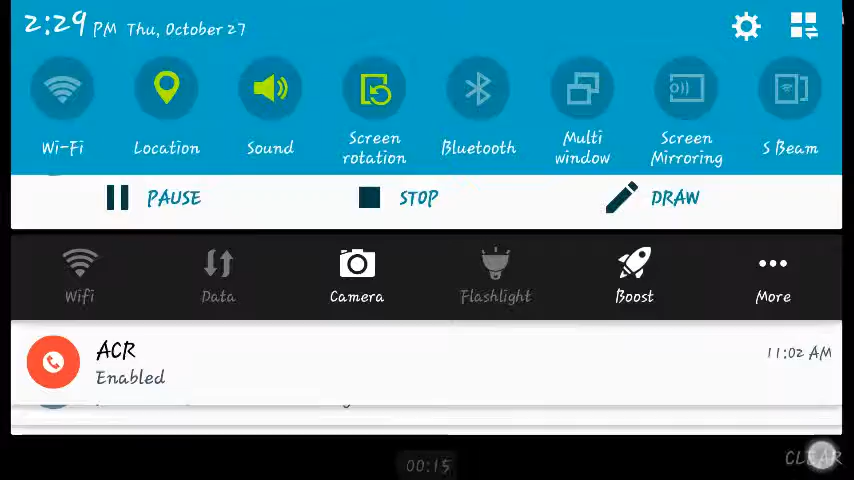 2:29 PM Thu, October 27
Wi-Fi Location Sound Screen rotation Bluetooth Multi window Screen Mirroring S Beam
PAUSE STOP DRAW
Wifi Data Camera Flashlight Boost More
ACR 11:02 AM
Enabled
00:15
CLEAR